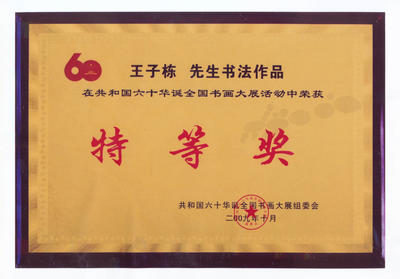 60
王子栋 先生书法作品
在共和国六十华诞全国书画大展活动中荣获
特等奖
共和国六十华诞全国书画大展组委会
二00九年十月